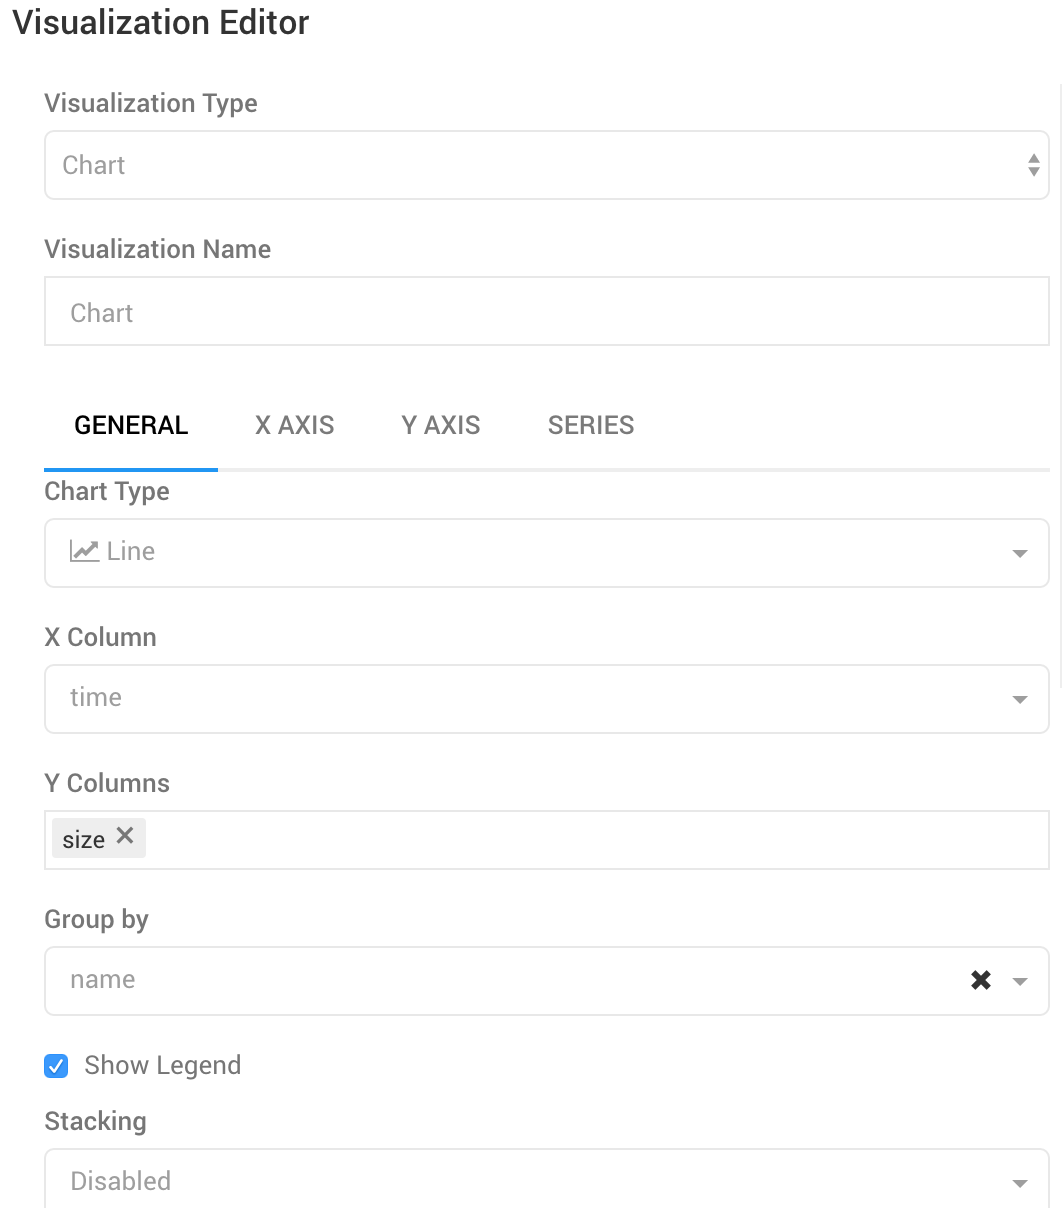 Visualization Editor
Visualization Type
Chart
Visualization Name
Chart
GENERAL X AXIS Y AXIS SERIES
Chart Type
Line
X Column
time
Y Columns
size
Group by
name
Show Legend
Stacking
Disabled